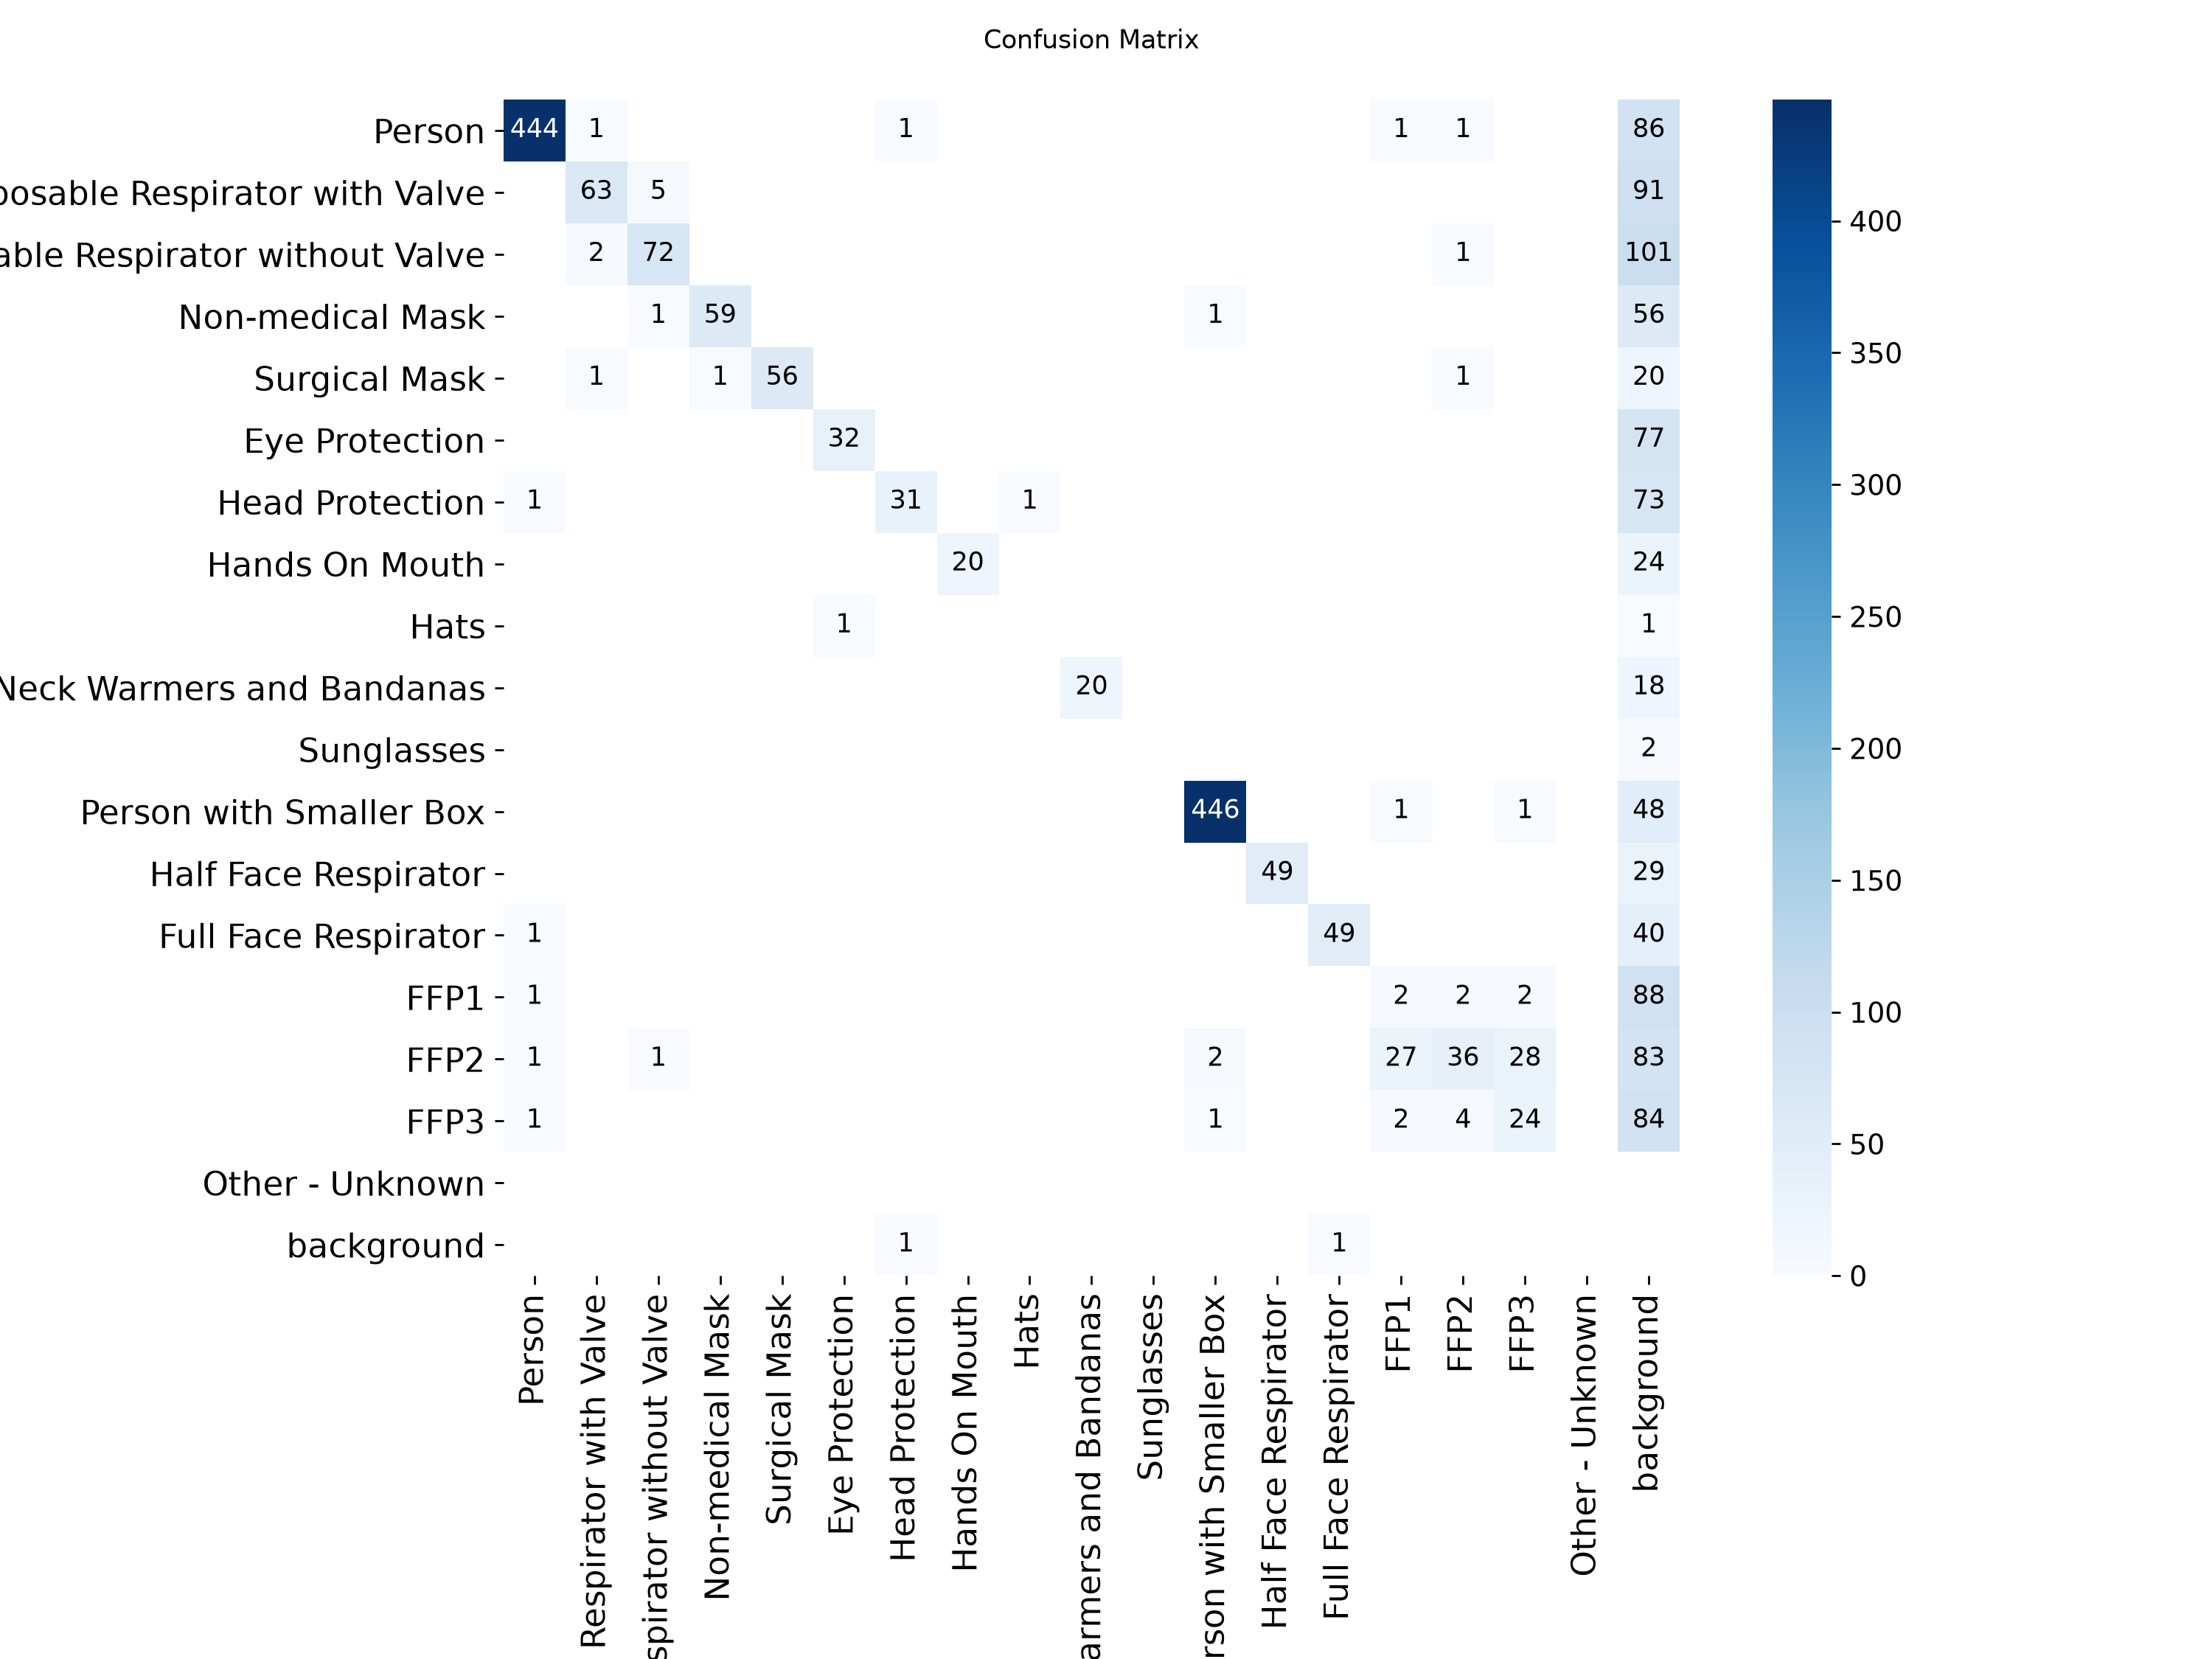 Confusion Matrix
Person 444 1 1 1 1 86
posable Respirator with Valve 63 5 91
able Respirator without Valve 2 72 1 101
Non-medical Mask 1 59 1 56
Surgical Mask 1 1 56 1 20
Eye Protection 32 77
Head Protection 1 31 1 73
Hands On Mouth 20 24
Hats 1 1
Neck Warmers and Bandanas 20 18
Sunglasses 2
Person with Smaller Box 446 1 1 48
Half Face Respirator 49 29
Full Face Respirator 1 49 40
FFP1 1 2 2 2 88
FFP2 1 1 2 27 36 28 83
FFP3 1 1 2 4 24 84
Other - Unknown
background 1 1
Person
Respirator with Valve
spirator without Valve
Non-medical Mask
Surgical Mask
Eye Protection
Head Protection
Hands On Mouth
Hats
armers and Bandanas
Sunglasses
rson with Smaller Box
Half Face Respirator
Full Face Respirator
FFP1
FFP2
FFP3
Other - Unknown
background
400
350
300
250
200
150
100
50
0